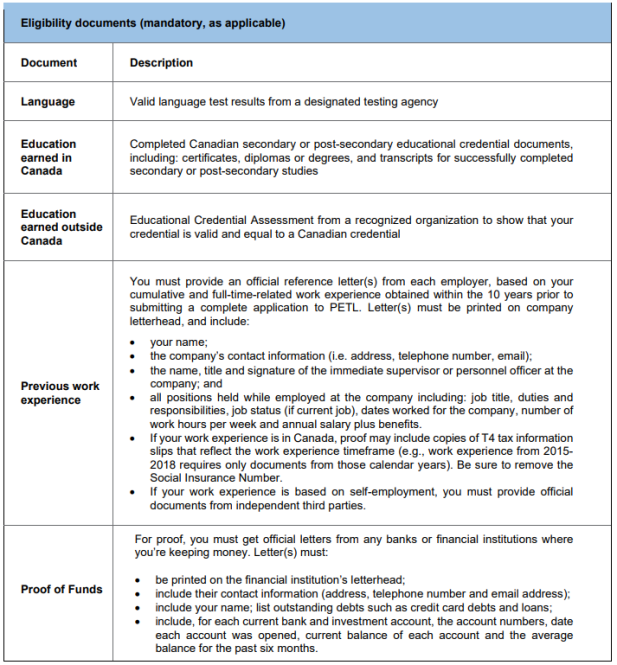 Eligibility documents (mandatory, as applicable)
Document
Description
Language
Valid language test results from a designated testing agency
Education
earned in
Canada
Completed Canadian secondary or post-secondary educational credential documents,
including: certificates, diplomas or degrees, and transcripts for successfully completed
secondary or post-secondary studies
Education
earned outside
Canada
Educational Credential Assessment from a recognized organization to show that your
credential is valid and equal to a Canadian credential
Previous work
experience
You must provide an official reference letter(s) from each employer, based on your
cumulative and full-time-related work experience obtained within the 10 years prior to
submitting a complete application to PETL. Letter(s) must be printed on company
letterhead, and include:
• your name;
• the company's contact information (i.e. address, telephone number, email);
• the name, title and signature of the immediate supervisor or personnel officer at the
company; and
• all positions held while employed at the company including: job title, duties and
responsibilities, job status (if current job), dates worked for the company, number of
work hours per week and annual salary plus benefits.
• If your work experience is in Canada, proof may include copies of T4 tax information
slips that reflect the work experience timeframe (e.g., work experience from 2015-
2018 requires only documents from those calendar years). Be sure to remove the
Social Insurance Number.
• If your work experience is based on self-employment, you must provide official
documents from independent third parties.
Proof of Funds
For proof, you must get official letters from any banks or financial institutions where
you're keeping money. Letter(s) must:
• be printed on the financial institution's letterhead;
• include their contact information (address, telephone number and email address);
• include your name; list outstanding debts such as credit card debts and loans;
• include, for each current bank and investment account, the account numbers, date
each account was opened, current balance of each account and the average
balance for the past six months.